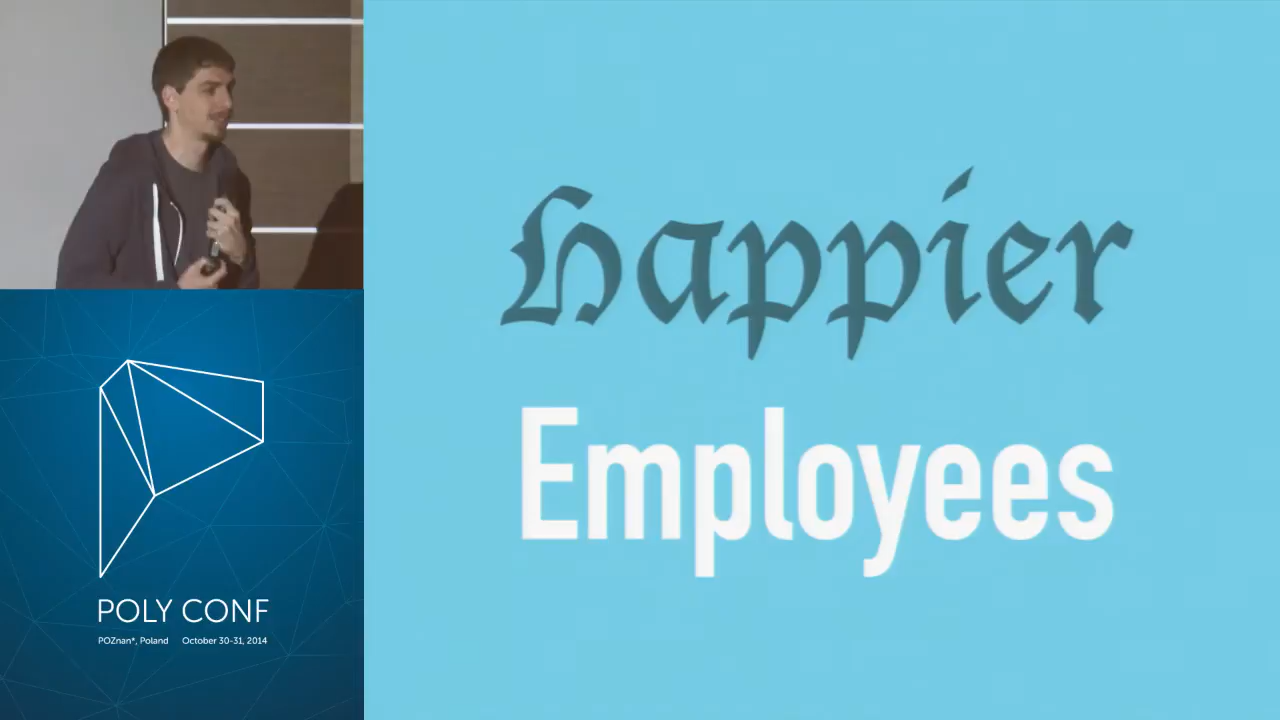 Happier
Employees
POLY CONF
POZnan*, Poland October 30-31, 2014